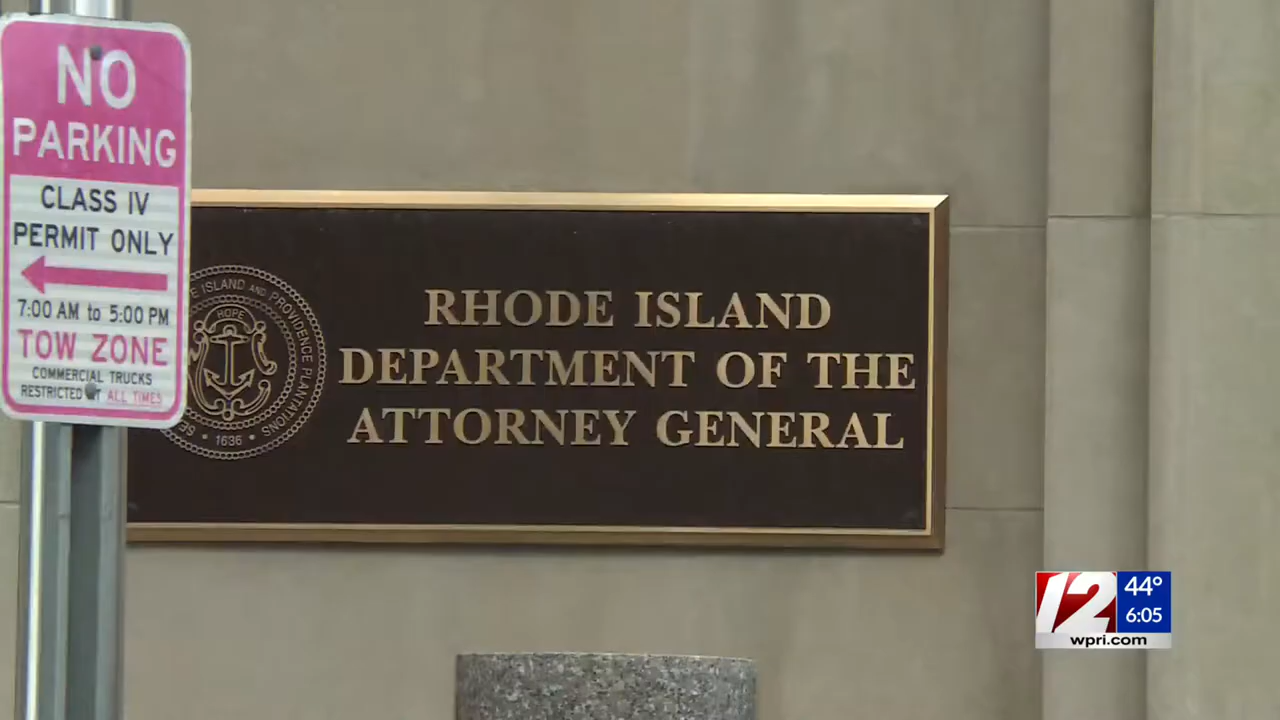 NO
PARKING
CLASS IV
PERMIT ONLY
7:00 AM to 5:00 PM
TOW ZONE
COMMERCIAL TRUCKS
RESTRICTED AT ALL TIMES
ISLAND AND PROVIDENCE PLANTATIONS
HOPE
• 1636 •
RHODE ISLAND
DEPARTMENT OF THE
ATTORNEY GENERAL
12
44°
6:05
wpri.com